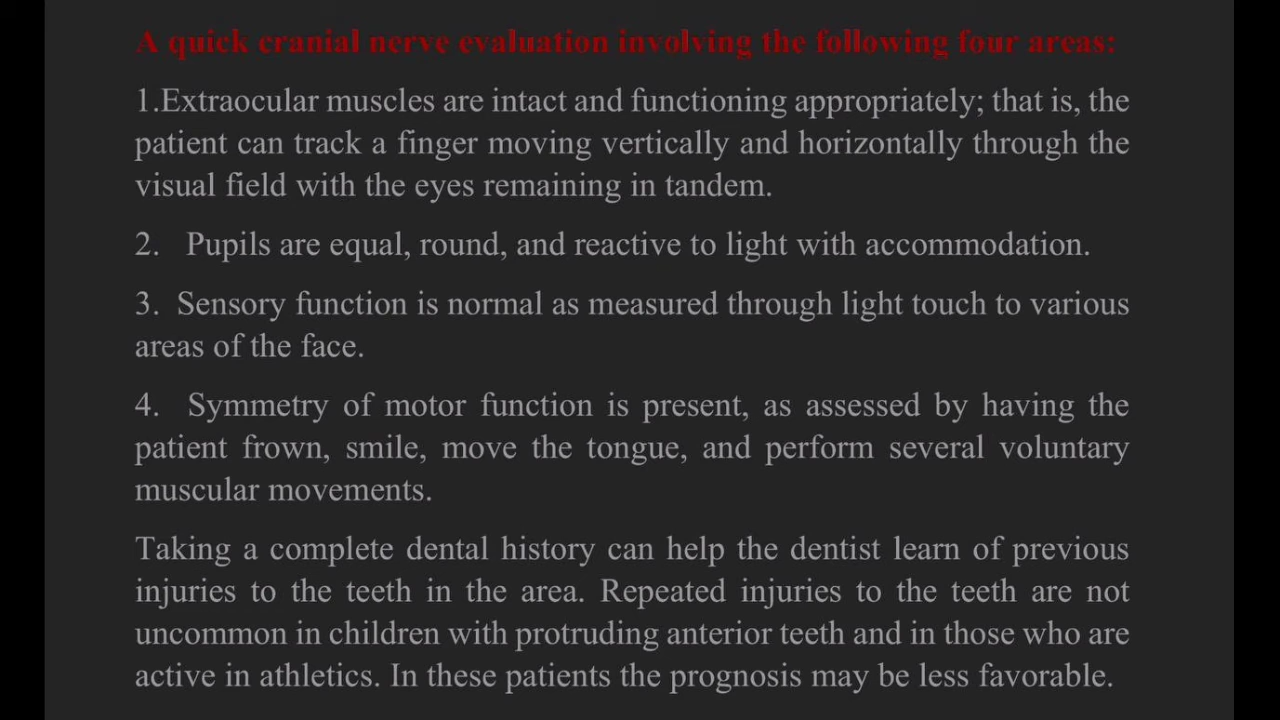 A quick cranial nerve evaluation involving the following four areas:
1.Extraocular muscles are intact and functioning appropriately; that is, the
patient can track a finger moving vertically and horizontally through the
visual field with the eyes remaining in tandem.
2. Pupils are equal, round, and reactive to light with accommodation.
3. Sensory function is normal as measured through light touch to various
areas of the face.
4. Symmetry of motor function is present, as assessed by having the
patient frown, smile, move the tongue, and perform several voluntary
muscular movements.
Taking a complete dental history can help the dentist learn of previous
injuries to the teeth in the area. Repeated injuries to the teeth are not
uncommon in children with protruding anterior teeth and in those who are
active in athletics. In these patients the prognosis may be less favorable.